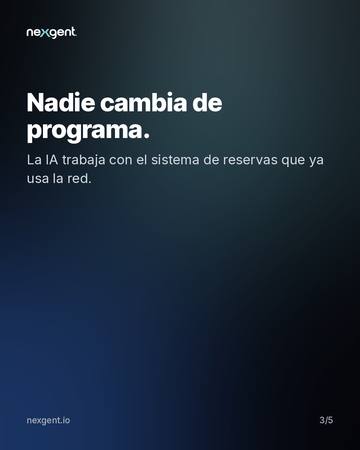 nexgent
Nadie cambia de
programa.
La IA trabaja con el sistema de reservas que ya
usa la red.
nexgent.io
3/5